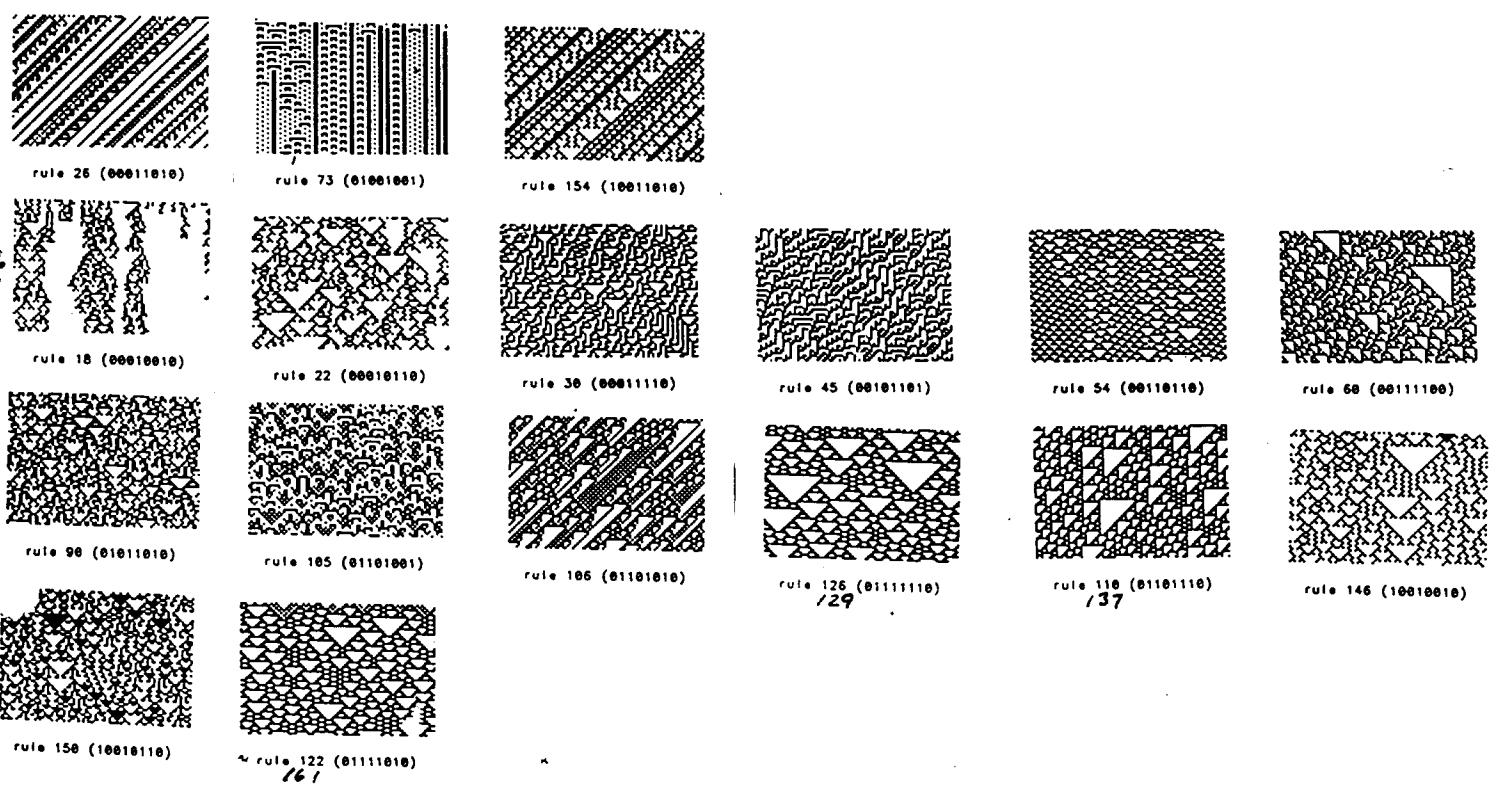 rule 26 (00011010)
rule 73 (01001001)
rule 154 (10011010)
rule 18 (00010010)
rule 22 (00010110)
rule 30 (00011110)
rule 45 (00101101)
rule 54 (00110110)
rule 60 (00111100)
rule 90 (01011010)
rule 105 (01101001)
rule 106 (01101010)
rule 126 (01111110)
129
rule 110 (01101110)
137
rule 146 (10010010)
rule 150 (10010110)
rule 122 (01111010)
161